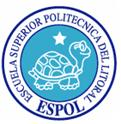 ESCUELA SUPERIOR POLITECNICA DEL LITORAL
ESPOL